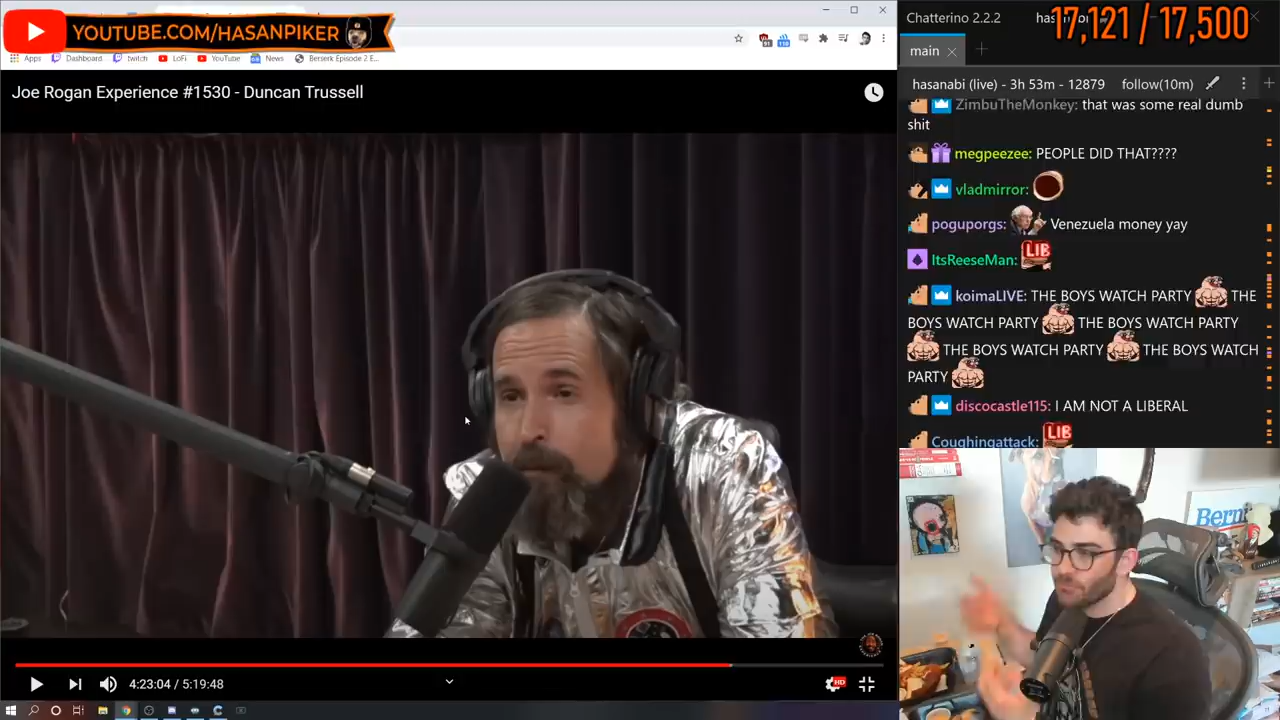 YOUTUBE.COM/HASANPIKER
Apps
Dashboard
twitch
LoFi
YouTube
News
Berserk Episode 2 E...
Joe Rogan Experience #1530 - Duncan Trussell
4:23:04 / 5:19:48
HD
Chatterino 2.2.2
17,121 / 17,500
main
hasanabi (live) - 3h 53m - 12879
follow(10m)
ZimbuTheMonkey: that was some real dumb
shit
megpeezee: PEOPLE DID THAT????
vladmirror:
poguporgs: Venezuela money yay
ItsReeseMan: LIB
koimaLIVE: THE BOYS WATCH PARTY THE
BOYS WATCH PARTY THE BOYS WATCH PARTY
THE BOYS WATCH PARTY THE BOYS WATCH
PARTY
discocastle115: I AM NOT A LIBERAL
Coughingattack: LIB
Bern